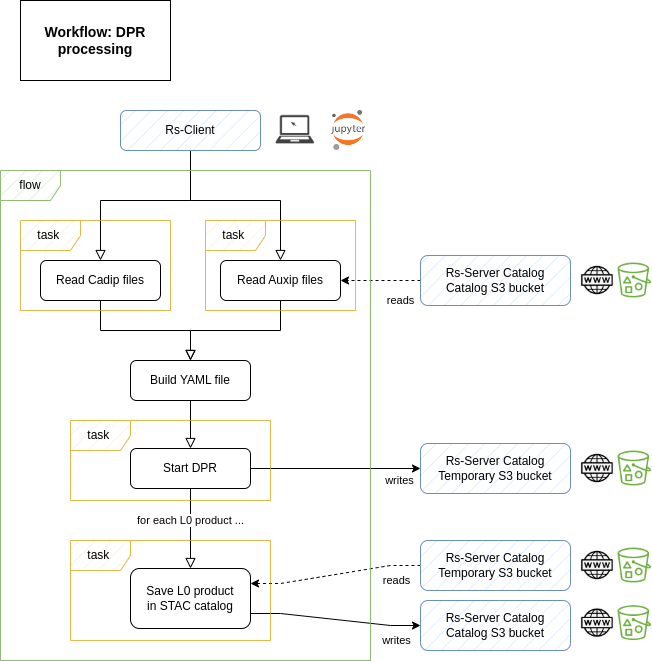 Workflow: DPR
processing
Rs-Client
jupyter
flow
task
task
Read Cadip files
Read Auxip files
Rs-Server Catalog
Catalog S3 bucket
WWW
reads
Build YAML file
task
Start DPR
Rs-Server Catalog
Temporary S3 bucket
WWW
writes
for each L0 product ...
task
Save L0 product
in STAC catalog
Rs-Server Catalog
Temporary S3 bucket
WWW
reads
Rs-Server Catalog
Catalog S3 bucket
WWW
writes